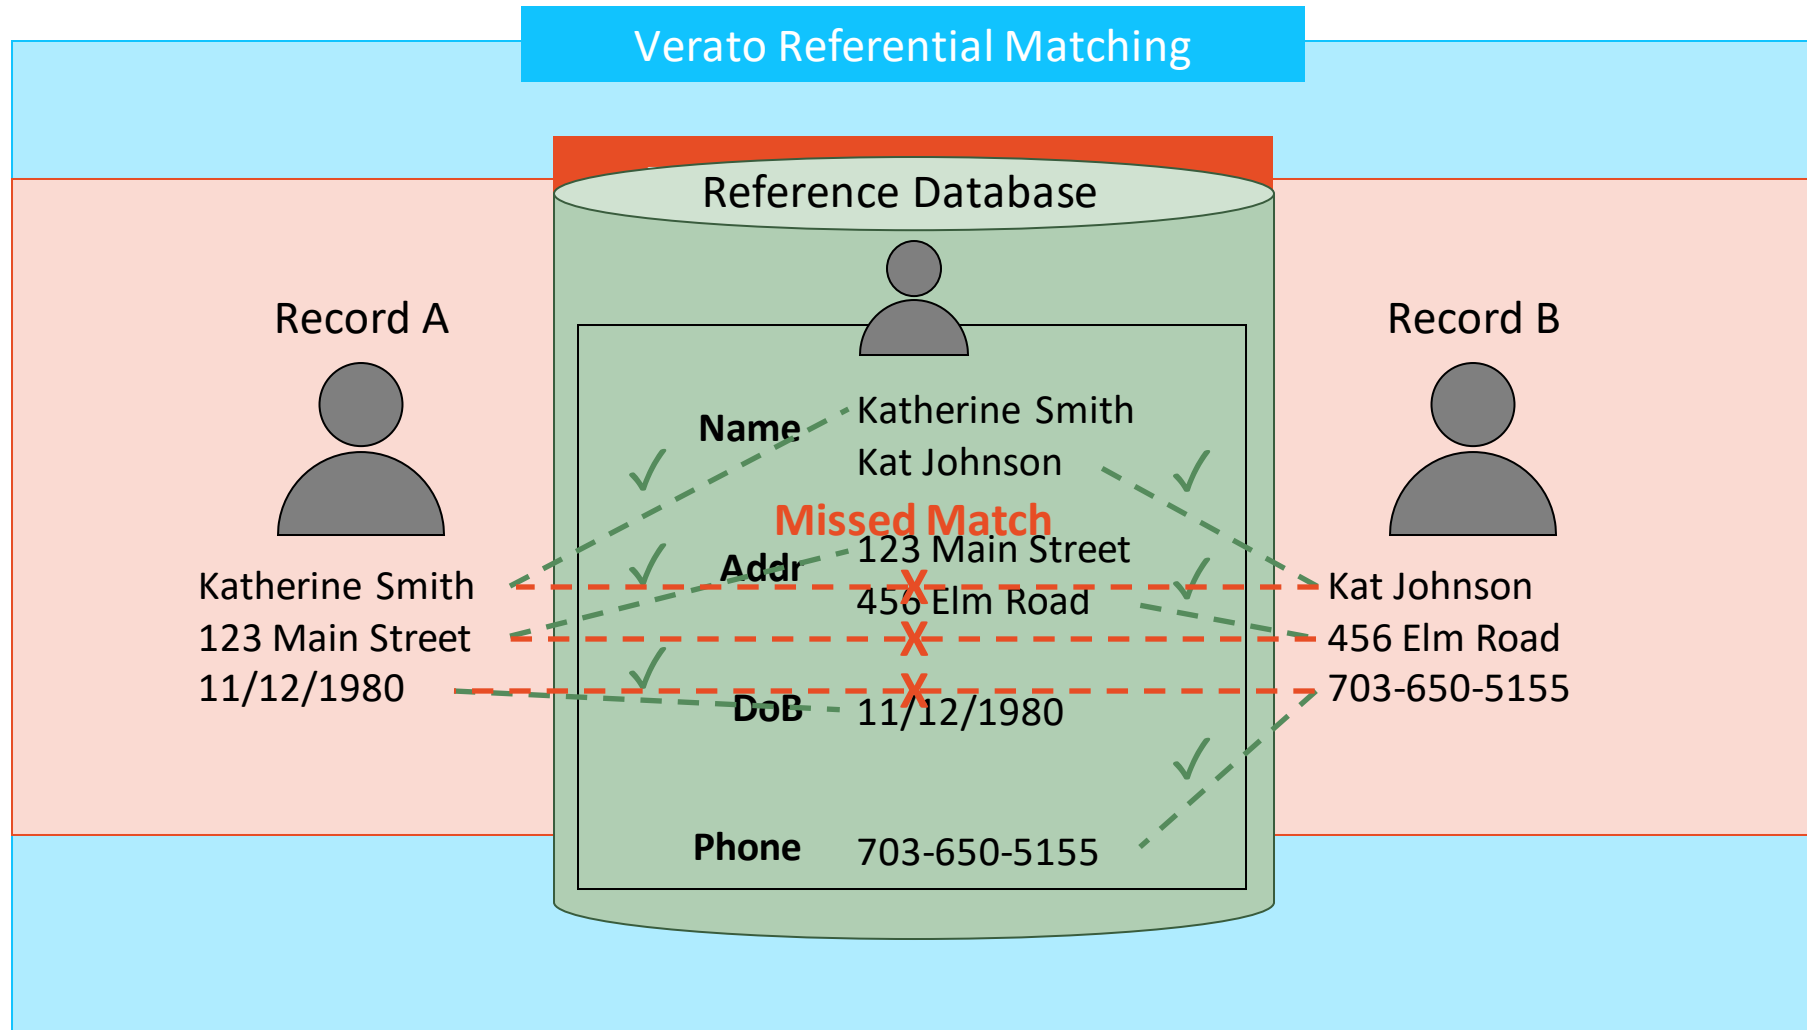 Verato Referential Matching
Reference Database
Record A
Record B
Name
Katherine Smith
Kat Johnson
Missed Match
Addr
123 Main Street
456 Elm Road
Katherine Smith
123 Main Street
11/12/1980
X
X
X
Kat Johnson
456 Elm Road
703-650-5155
DoB
11/12/1980
Phone
703-650-5155